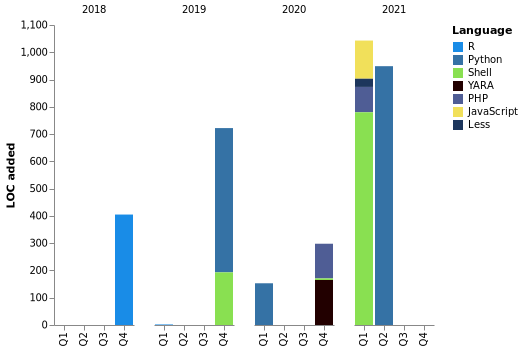 2018 2019 2020 2021
LOC added
1,100
1,000
900
800
700
600
500
400
300
200
100
0
Q1 Q2 Q3 Q4 Q1 Q2 Q3 Q4 Q1 Q2 Q3 Q4 Q1 Q2 Q3 Q4
Language
R
Python
Shell
YARA
PHP
JavaScript
Less